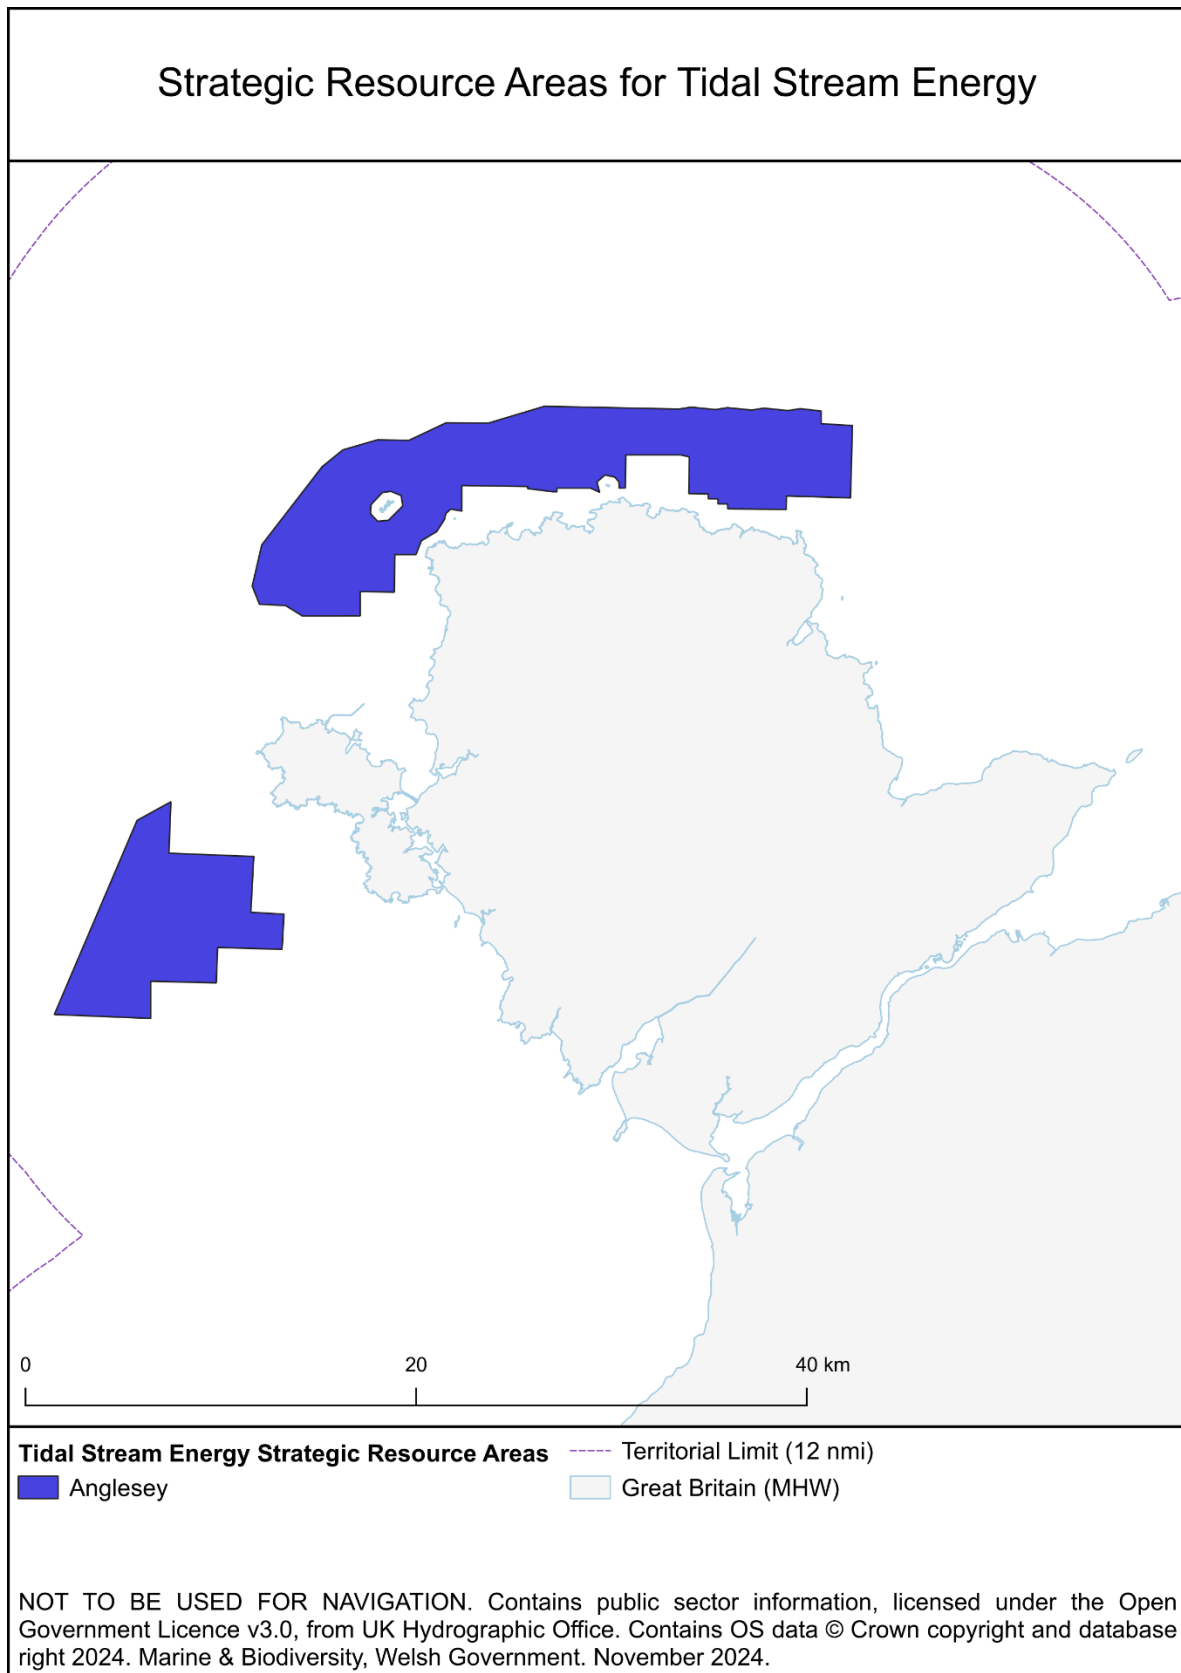 Strategic Resource Areas for Tidal Stream Energy
0 20 40 km
Tidal Stream Energy Strategic Resource Areas
Anglesey
Territorial Limit (12 nmi)
Great Britain (MHW)
NOT TO BE USED FOR NAVIGATION. Contains public sector information, licensed under the Open
Government Licence v3.0, from UK Hydrographic Office. Contains OS data © Crown copyright and database
right 2024. Marine & Biodiversity, Welsh Government. November 2024.